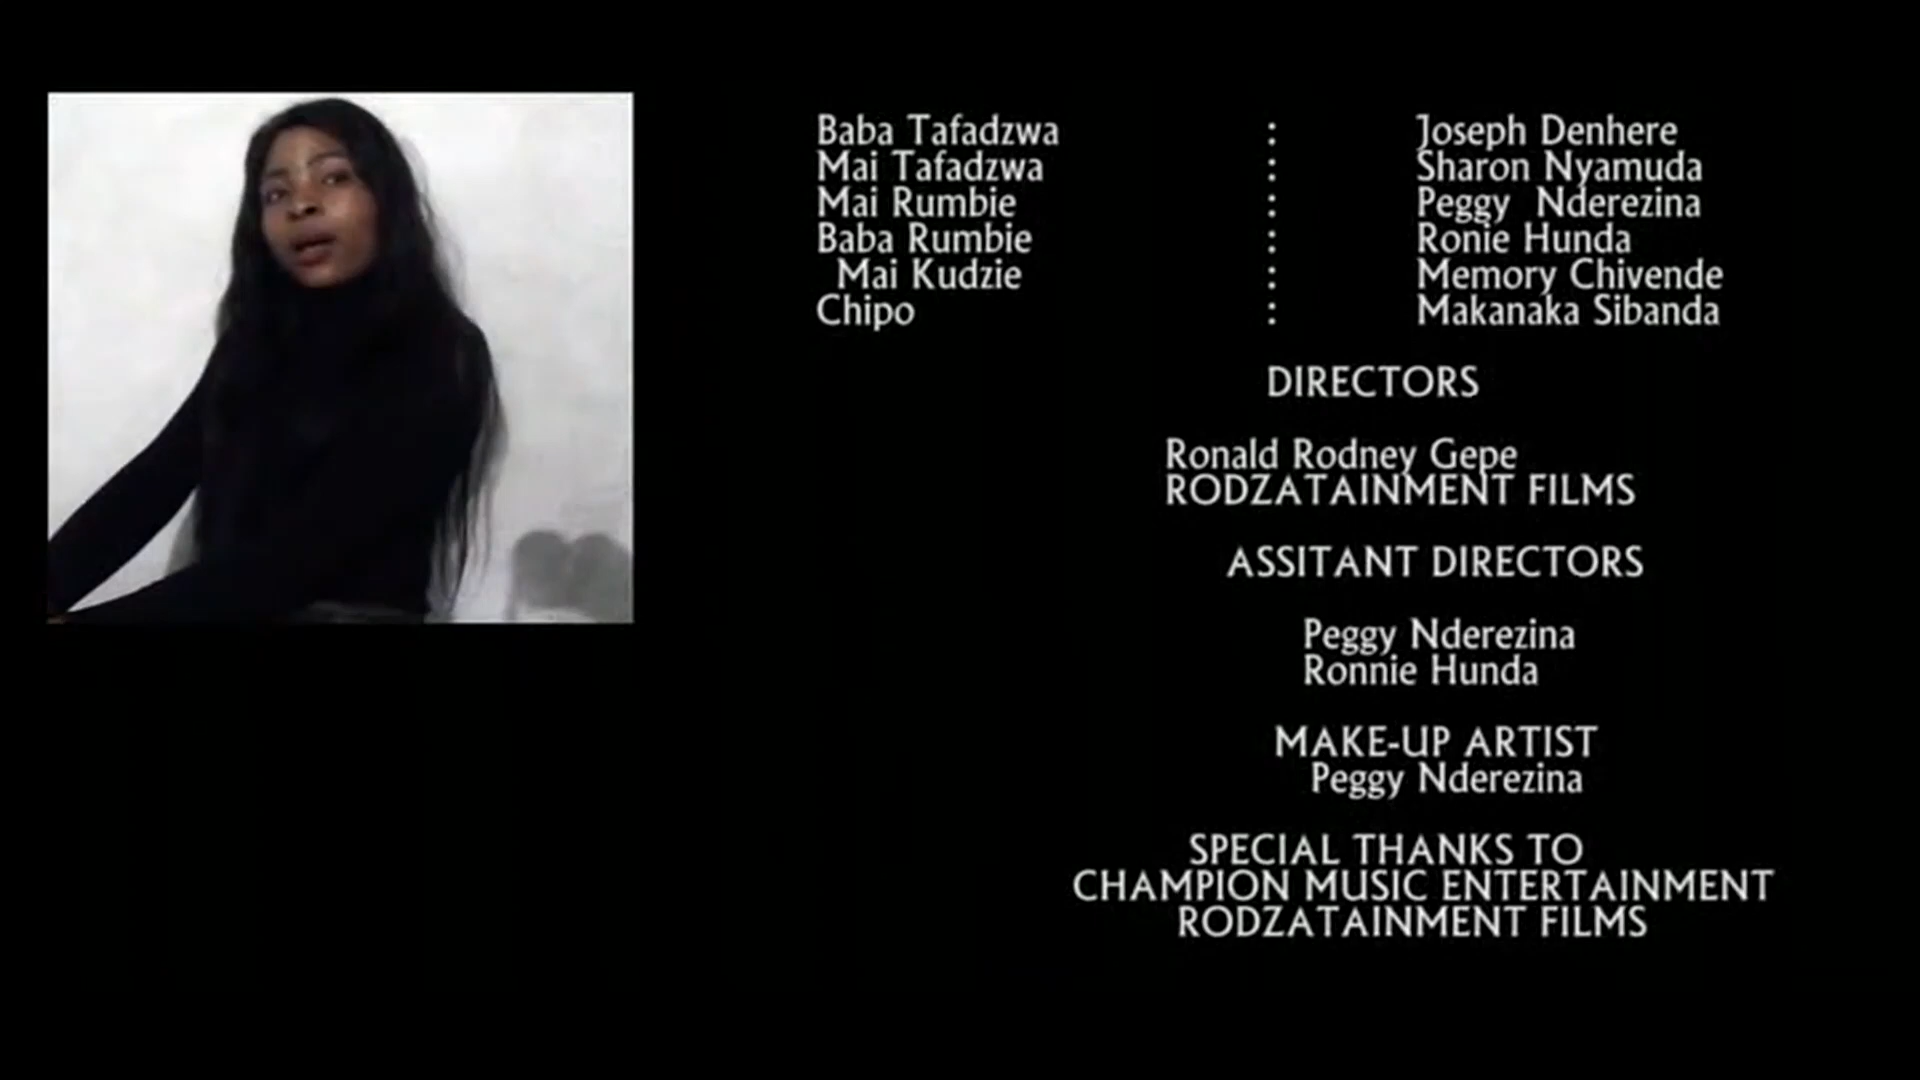 Baba Tafadzwa : Joseph Denhere
Mai Tafadzwa : Sharon Nyamuda
Mai Rumbie : Peggy Nderezina
Baba Rumbie : Ronie Hunda
Mai Kudzie : Memory Chivende
Chipo : Makanaka Sibanda
DIRECTORS
Ronald Rodney Gepe
RODZATAINMENT FILMS
ASSITANT DIRECTORS
Peggy Nderezina
Ronnie Hunda
MAKE-UP ARTIST
Peggy Nderezina
SPECIAL THANKS TO
CHAMPION MUSIC ENTERTAINMENT
RODZATAINMENT FILMS